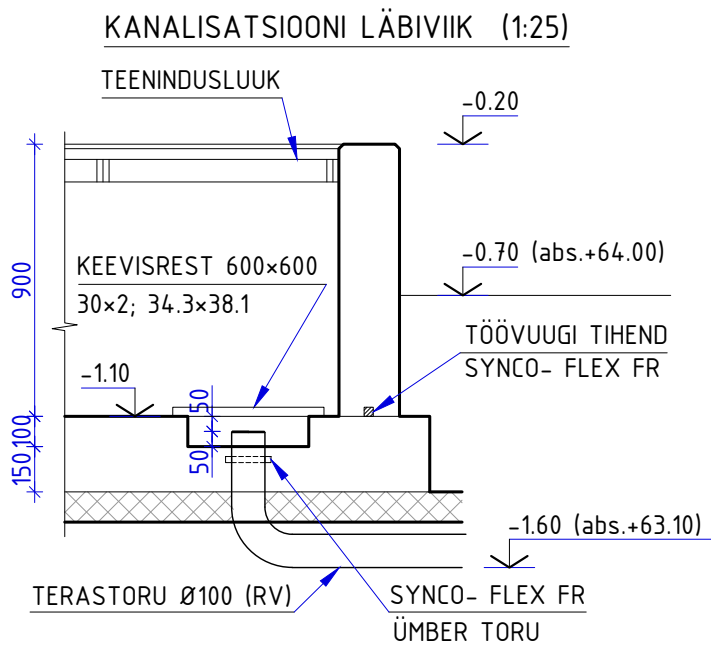 KANALISATSIOONI LÄBIVIIK (1:25)
TEENINDUSLUUK
-0.20
-0.70 (abs.+64.00)
KEEVISREST 600×600
30×2; 34.3×38.1
900
TÖÖVUUGI TIHEND
SYNCO- FLEX FR
-1.10
50
100
50
150
-1.60 (abs.+63.10)
TERASTORU Ø100 (RV)
SYNCO- FLEX FR
ÜMBER TORU